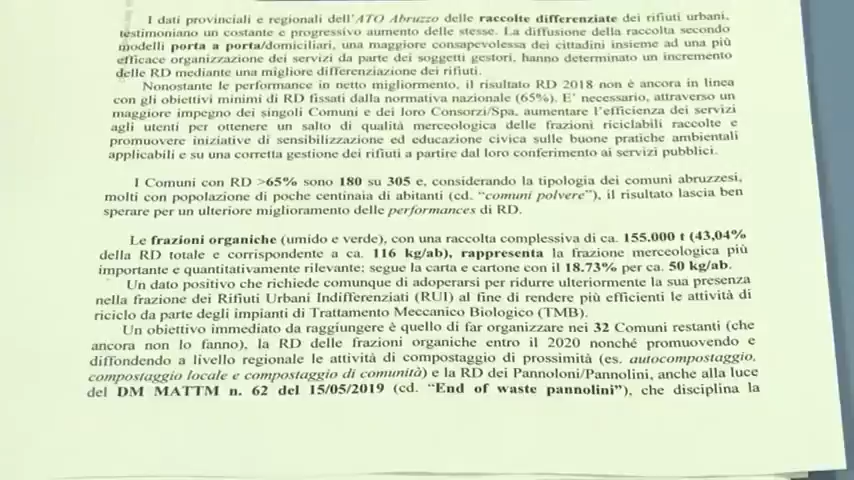 I dati provinciali e regionali dell'ATO Abruzzo delle raccolte differenziate dei rifiuti urbani,
testimoniano un costante e progressivo aumento delle stesse. La diffusione della raccolta secondo
modelli porta a porta/domiciliari, una maggiore consapevolessa dei cittadini insieme ad una più
efficace organizzazione dei servizi da parte dei soggetti gestori, hanno determinato un incremento
delle RD mediante una migliore differenziazione dei rifiuti.
Nonostante le performance in netto migliormento, il risultato RD 2018 non è ancora in linea
con gli obiettivi minimi di RD fissati dalla normativa nazionale (65%). E' necessario, attraverso un
maggiore impegno dei singoli Comuni e dei loro Consorzi/Spa, aumentare l'efficienza dei servizi
agli utenti per ottenere un salto di qualità merceologica delle frazioni riciclabili raccolte e
promuovere iniziative di sensibilizzazione ed educazione civica sulle buone pratiche ambientali
applicabili e su una corretta gestione dei rifiuti a partire dal loro conferimento ai servizi pubblici.
I Comuni con RD >65% sono 180 su 305 e, considerando la tipologia dei comuni abruzzesi,
molti con popolazione di poche centinaia di abitanti (cd. "comuni polvere"), il risultato lascia ben
sperare per un ulteriore miglioramento delle performances di RD.
Le frazioni organiche (umido e verde), con una raccolta complessiva di ca. 155.000 t (43,04%
della RD totale e corrispondente a ca. 116 kg/ab), rappresenta la frazione merceologica più
importante e quantitativamente rilevante; segue la carta e cartone con il 18.73% per ca. 50 kg/ab.
Un dato positivo che richiede comunque di adoperarsi per ridurre ulteriormente la sua presenza
nella frazione dei Rifiuti Urbani Indifferenziati (RUI) al fine di rendere più efficienti le attività di
riciclo da parte degli impianti di Trattamento Meccanico Biologico (TMB).
Un obiettivo immediato da raggiungere è quello di far organizzare nei 32 Comuni restanti (che
ancora non lo fanno), la RD delle frazioni organiche entro il 2020 nonché promuovendo e
diffondendo a livello regionale le attività di compostaggio di prossimità (es. autocompostaggio,
compostaggio locale e compostaggio di comunità) e la RD dei Pannoloni/Pannolini, anche alla luce
del DM MATTM n. 62 del 15/05/2019 (cd. "End of waste pannolini"), che disciplina la